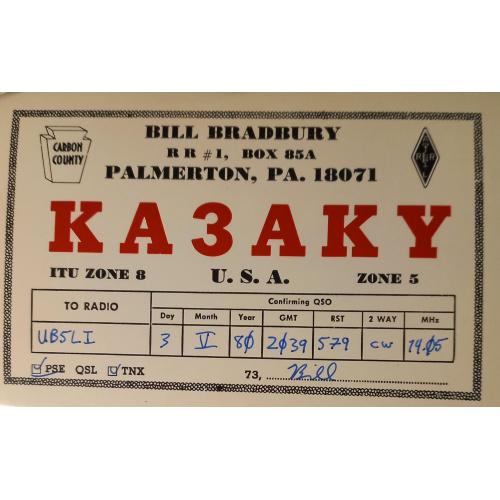 CARBON
COUNTY
BILL BRADBURY
R R #1, BOX 85A
PALMERTON, PA. 18071
KA3AKY
ITU ZONE 8 U. S. A. ZONE 5
TO RADIO Confirming QSO
Day Month Year GMT RST 2 WAY MHz
UB5LI 3 V 80 2039 579 CW 14.05
PSE QSL TNX 73, Bill